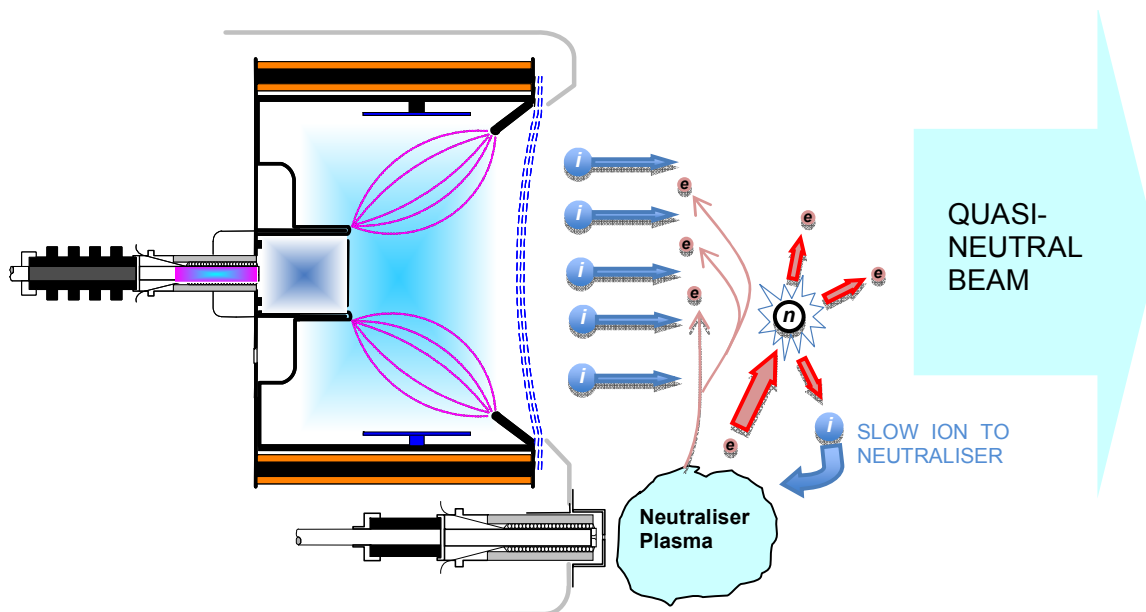 i
i
i
i
i
e
e
e
e
e
n
e
i
SLOW ION TO
NEUTRALISER
Neutraliser
Plasma
QUASI-
NEUTRAL
BEAM